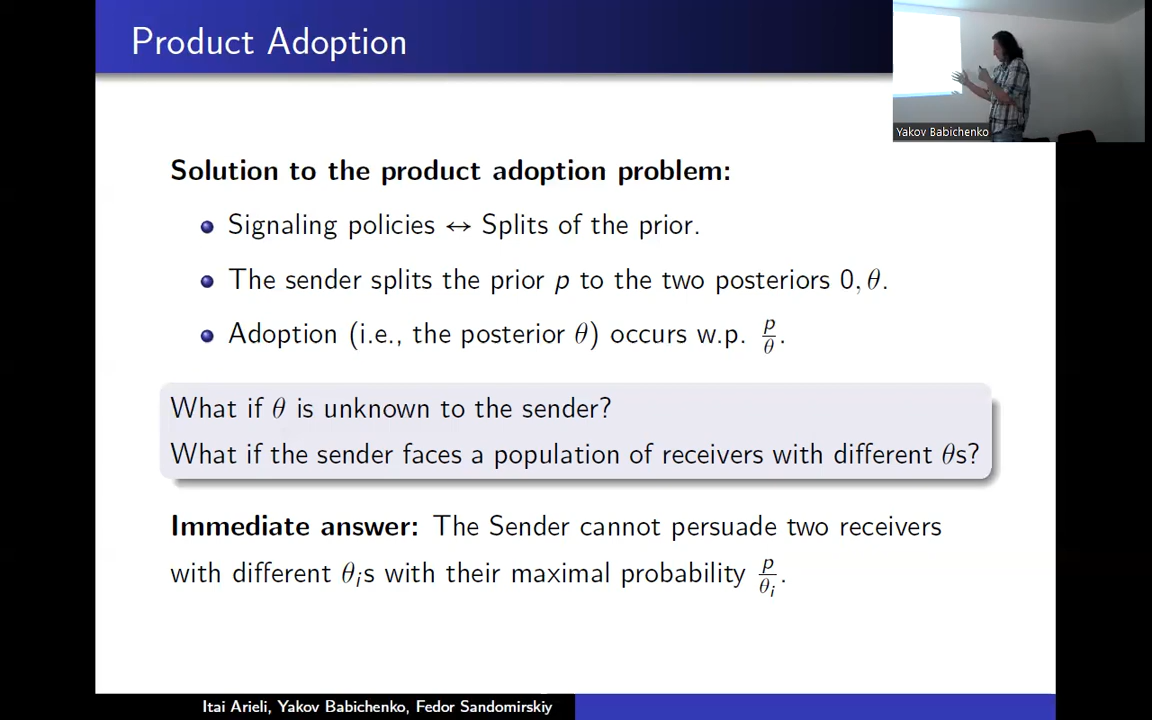 Product Adoption
Yakov Babichenko
Solution to the product adoption problem:
Signaling policies ↔ Splits of the prior.
The sender splits the prior p to the two posteriors 0, θ.
Adoption (i.e., the posterior θ) occurs w.p. p/θ.
What if θ is unknown to the sender?
What if the sender faces a population of receivers with different θs?
Immediate answer: The Sender cannot persuade two receivers
with different θᵢs with their maximal probability p/θᵢ.
Itai Arieli, Yakov Babichenko, Fedor Sandomirskiy